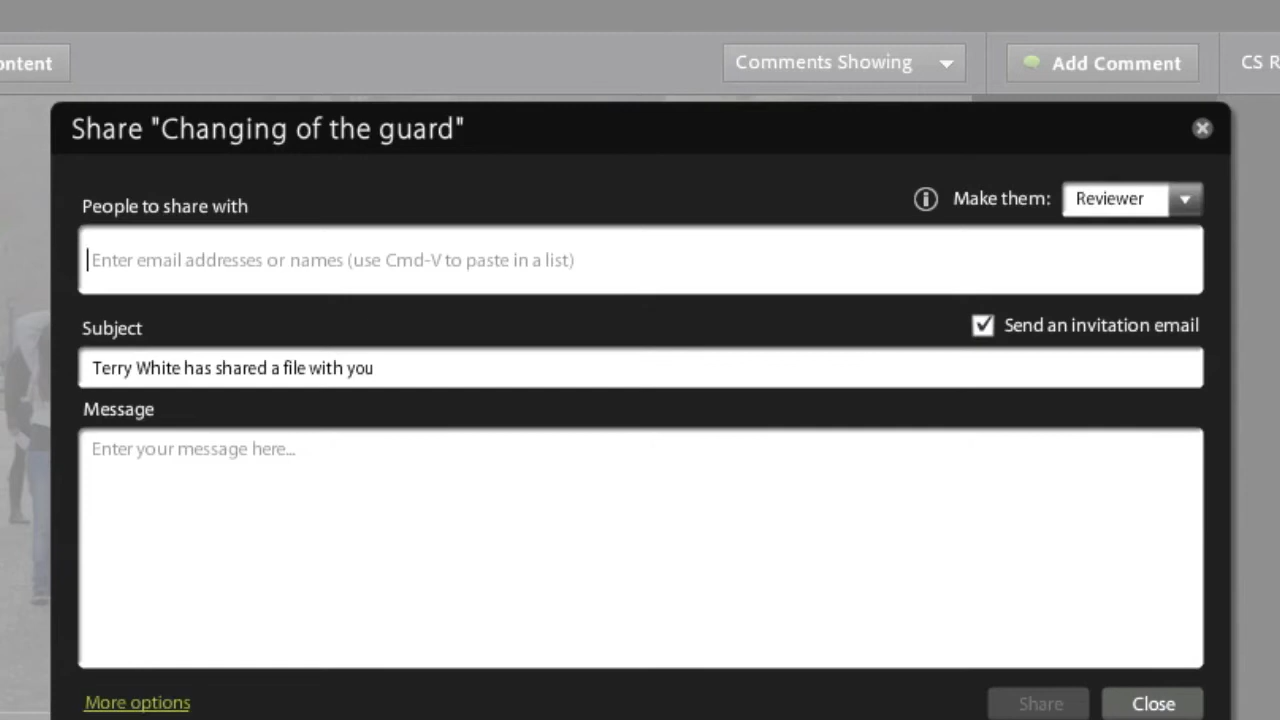 ontent
Comments Showing
Add Comment
CS R
Share "Changing of the guard"
People to share with
Make them:
Reviewer
Enter email addresses or names (use Cmd-V to paste in a list)
Subject
Send an invitation email
Terry White has shared a file with you
Message
Enter your message here...
More options
Share
Close